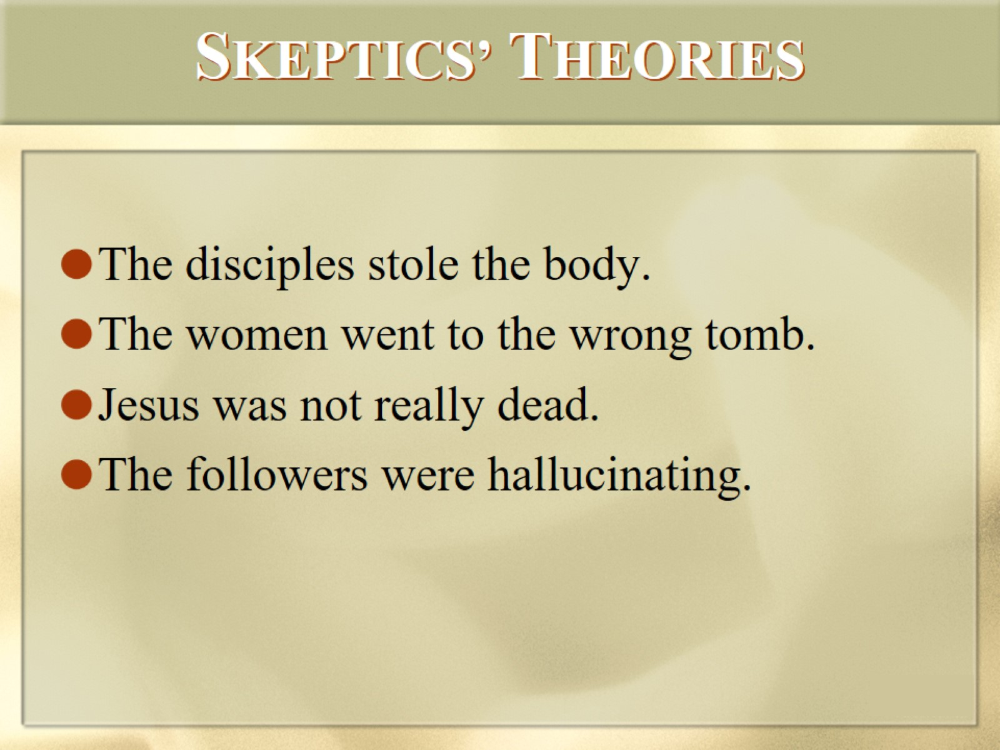 SKEPTICS’ THEORIES
The disciples stole the body.
The women went to the wrong tomb.
Jesus was not really dead.
The followers were hallucinating.